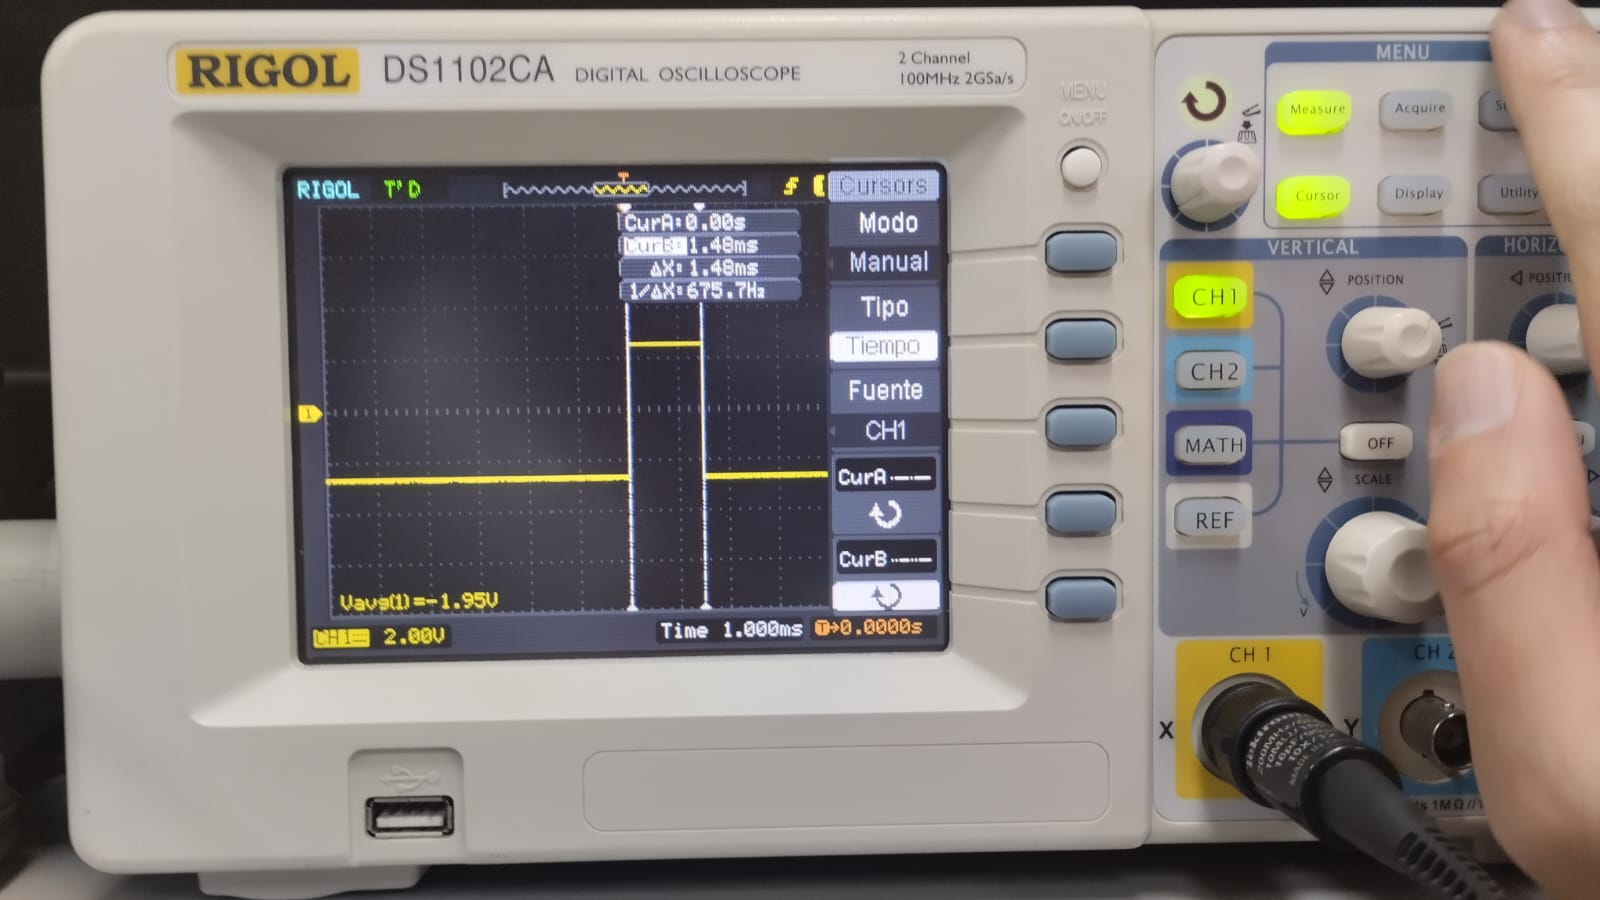 RIGOL DS1102CA DIGITAL OSCILLOSCOPE
2 Channel
100MHz 2GSa/s
MENU
ON/OFF
RIGOL T'D
T
CurA:0.00s
CurB:1.48ms
ΔX:1.48ms
1/ΔX:675.7Hz
1
Vavg(1)=-1.95V
CH1 2.00V
Time 1.000ms
T→0.0000s
Cursors
Modo
Manual
Tipo
Tiempo
Fuente
CH1
CurA
CurB
MENU
Measure
Acquire
Cursor
Display
Utility
VERTICAL
CH1
POSITION
CH2
MATH
OFF
SCALE
REF
V
CH 1
X
Y